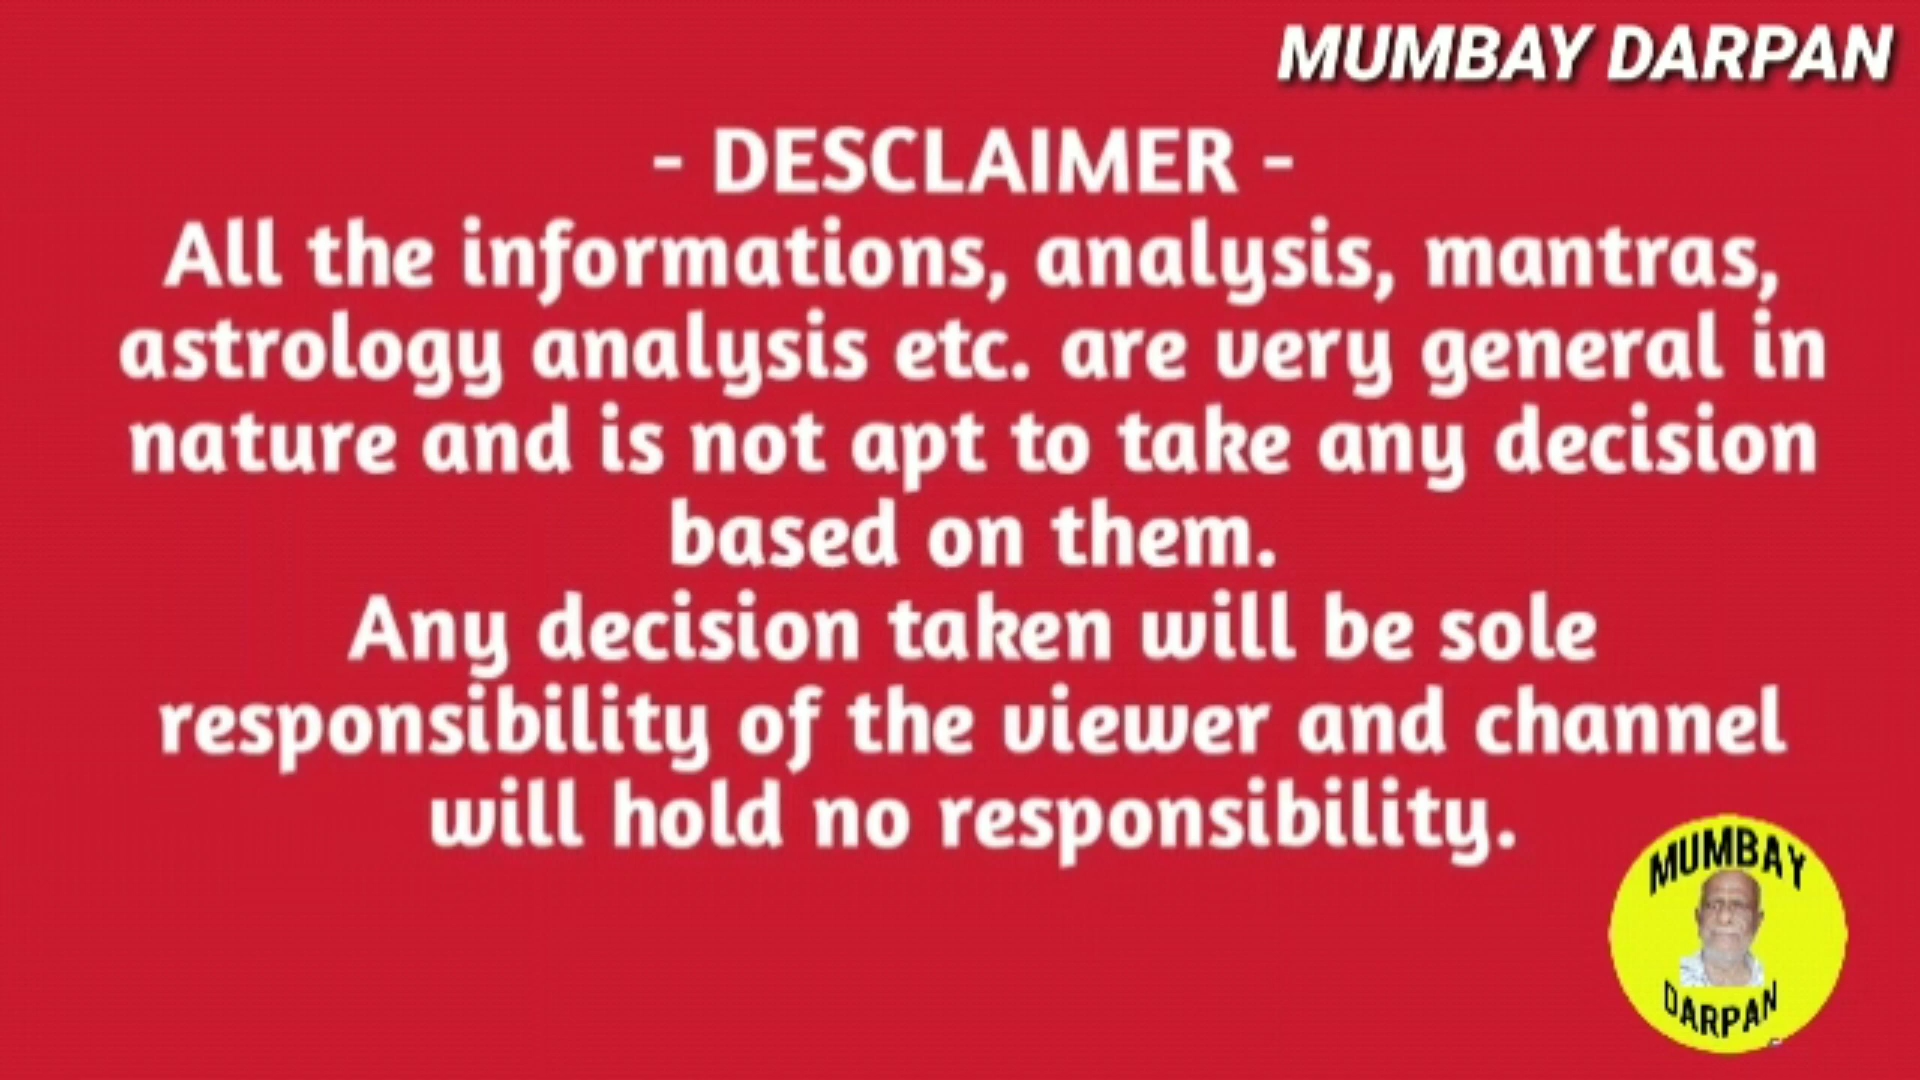 MUMBAY DARPAN
- DESCLAIMER -
All the informations, analysis, mantras,
astrology analysis etc. are very general in
nature and is not apt to take any decision
based on them.
Any decision taken will be sole
responsibility of the viewer and channel
will hold no responsibility.
MUMBAY
DARPAN